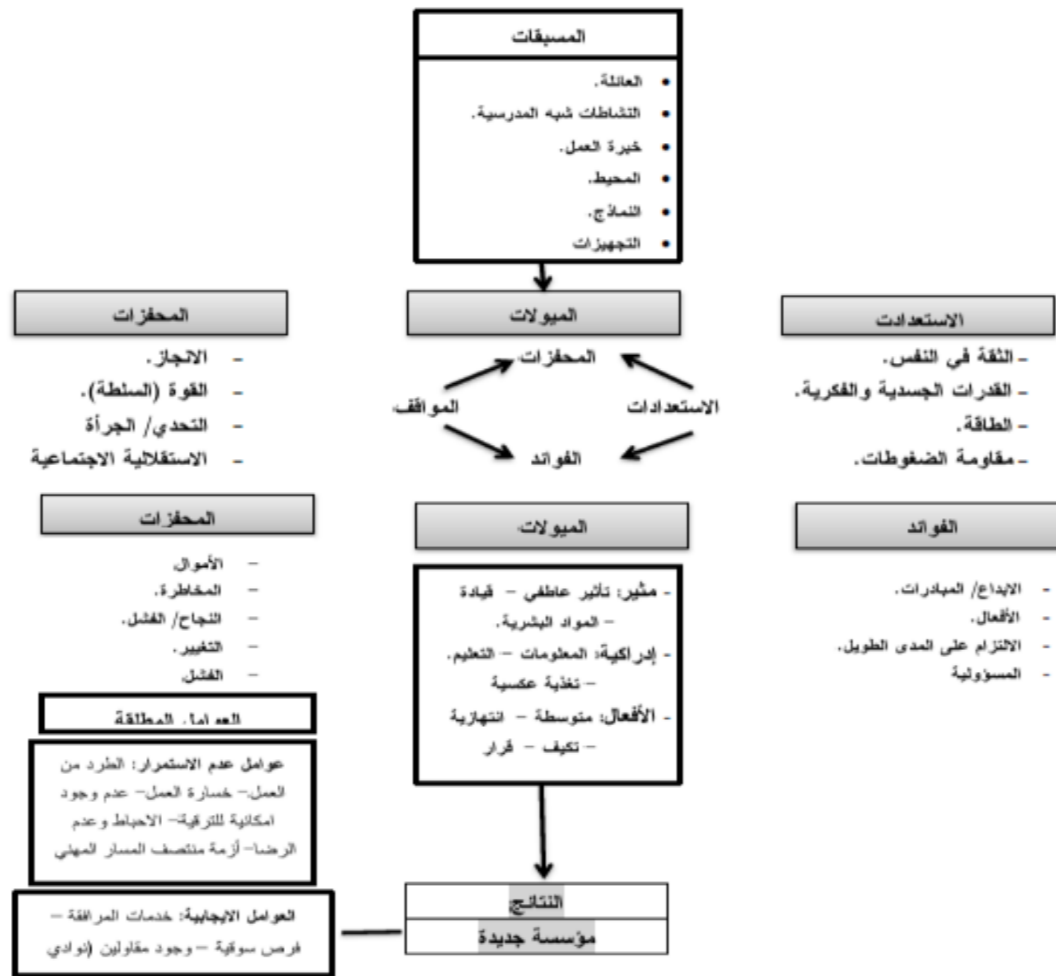 المسبقات
• العائلة.
• النشاطات شبه المدرسية.
• خبرة العمل.
• المحيط.
• النماذج.
• التجهيزات
الاستعدادت
- الثقة في النفس.
- القدرات الجسدية والفكرية.
- الطاقة.
- مقاومة الضغوطات.
الميولات
المحفزات
الاستعدادات
المواقف
الفوائد
المحفزات
- الانجاز.
- القوة (السلطة).
- التحدي/ الجرأة
- الاستقلالية الاجتماعية
الفوائد
- الابداع/ المبادرات.
- الأفعال.
- الالتزام على المدى الطويل.
- المسؤولية
الميولات
- مثير: تأثير عاطفي – قيادة
– المواد البشرية.
- إدراكية: المعلومات – التعليم.
– تغذية عكسية
- الأفعال: متوسطة – انتهازية
– تكيف – قرار
المحفزات
– الأموال
– المخاطرة.
– النجاح/ الفشل.
– التغيير.
– الفشل
العوامل المطلقة
عوامل عدم الاستمرار: الطرد من
العمل– خسارة العمل– عدم وجود
امكانية للترقية– الاحباط وعدم
الرضا– أزمة منتصف المسار المهني
العوامل الايجابية: خدمات المرافقة –
فرص سوقية – وجود مقاولين (نوادي
النتائج
مؤسسة جديدة